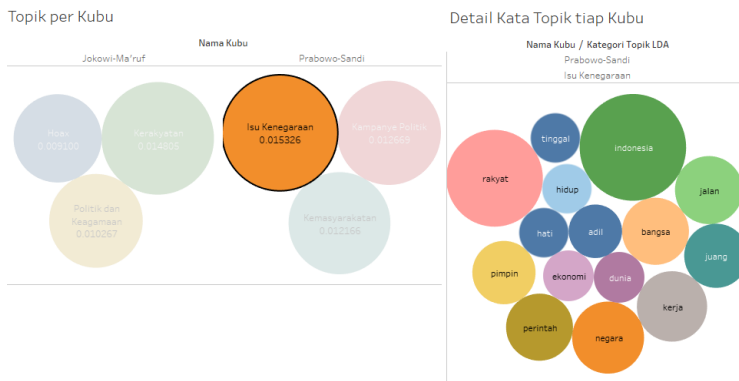 Topik per Kubu
Nama Kubu
Jokowi-Ma'ruf
Prabowo-Sandi
Hoax
0.009100
Kerakyatan
0.014805
Isu Kenegaraan
0.015326
Kampanye Politik
0.012669
Politik dan
Keagamaan
0.010267
Kemasyarakatan
0.012166
Detail Kata Topik tiap Kubu
Nama Kubu / Kategori Topik LDA
Prabowo-Sandi
Isu Kenegaraan
tinggal
indonesia
rakyat
hidup
jalan
hati
adil
bangsa
juang
pimpin
ekonomi
dunia
kerja
perintah
negara